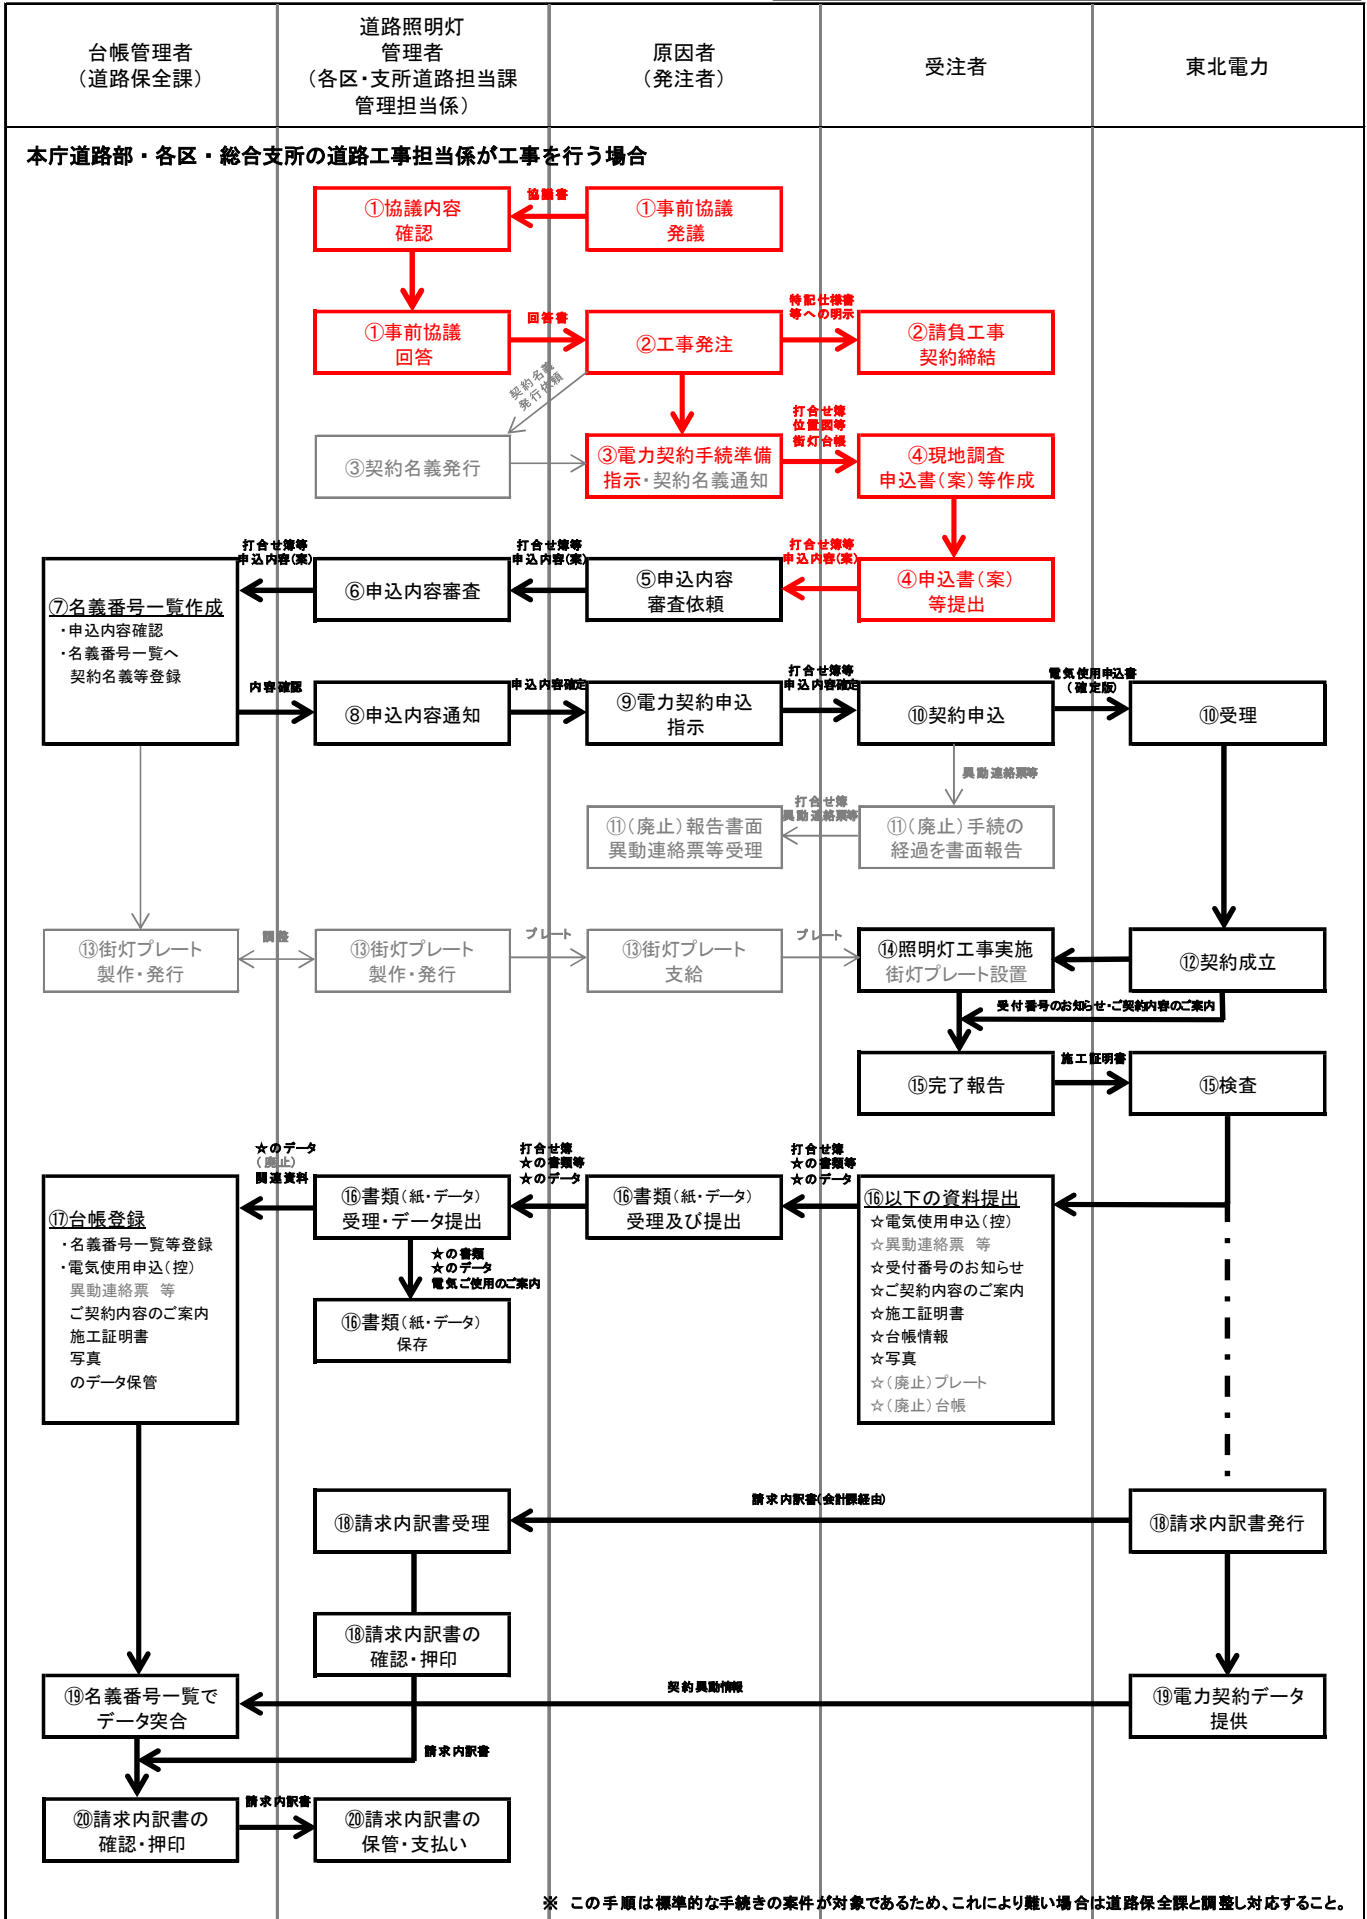 台帳管理者
（道路保全課）
道路照明灯
管理者
（各区・支所道路担当課
管理担当係）
原因者
（発注者）
受注者
東北電力
本庁道路部・各区・総合支所の道路工事担当係が工事を行う場合
①協議内容
確認
協議書
①事前協議
発議
①事前協議
回答
回答書
②工事発注
特記仕様書
等への明示
②請負工事
契約締結
契約名義
発行依頼
③契約名義発行
③電力契約手続準備
指示・契約名義通知
打合せ簿
位置図等
街灯台帳
④現地調査
申込書（案）等作成
打合せ簿等
申込内容（案）
⑥申込内容審査
打合せ簿等
申込内容（案）
⑤申込内容
審査依頼
打合せ簿等
申込内容（案）
④申込書（案）
等提出
⑦名義番号一覧作成
・申込内容確認
・名義番号一覧へ
契約名義等登録
内容確認
⑧申込内容通知
申込内容確定
⑨電力契約申込
指示
打合せ簿等
申込内容確定
⑩契約申込
電気使用申込書
（確定版）
⑩受理
異動連絡票等
⑪（廃止）報告書面
異動連絡票等受理
打合せ簿
異動連絡票等
⑪（廃止）手続の
経過を書面報告
⑬街灯プレート
製作・発行
調整
⑬街灯プレート
製作・発行
プレート
⑬街灯プレート
支給
プレート
⑭照明灯工事実施
街灯プレート設置
⑫契約成立
受付番号のお知らせ・ご契約内容のご案内
⑮完了報告
施工証明書
⑮検査
☆のデータ
（廃止）
関連資料
⑯書類（紙・データ）
受理・データ提出
打合せ簿
☆の書類等
☆のデータ
⑯書類（紙・データ）
受理及び提出
打合せ簿
☆の書類等
☆のデータ
⑯以下の資料提出
☆電気使用申込（控）
☆異動連絡票　等
☆受付番号のお知らせ
☆ご契約内容のご案内
☆施工証明書
☆台帳情報
☆写真
☆（廃止）プレート
☆（廃止）台帳
⑰台帳登録
・名義番号一覧等登録
・電気使用申込（控）
異動連絡票　等
ご契約内容のご案内
施工証明書
写真
のデータ保管
☆の書類
☆のデータ
電気ご使用のご案内
⑯書類（紙・データ）
保存
⑱請求内訳書受理
請求内訳書（会計課経由）
⑱請求内訳書発行
⑱請求内訳書の
確認・押印
⑲名義番号一覧で
データ突合
契約異動情報
⑲電力契約データ
提供
請求内訳書
⑳請求内訳書の
確認・押印
請求内訳書
⑳請求内訳書の
保管・支払い
※　この手順は標準的な手続きの案件が対象であるため、これにより難い場合は道路保全課と調整し対応すること。